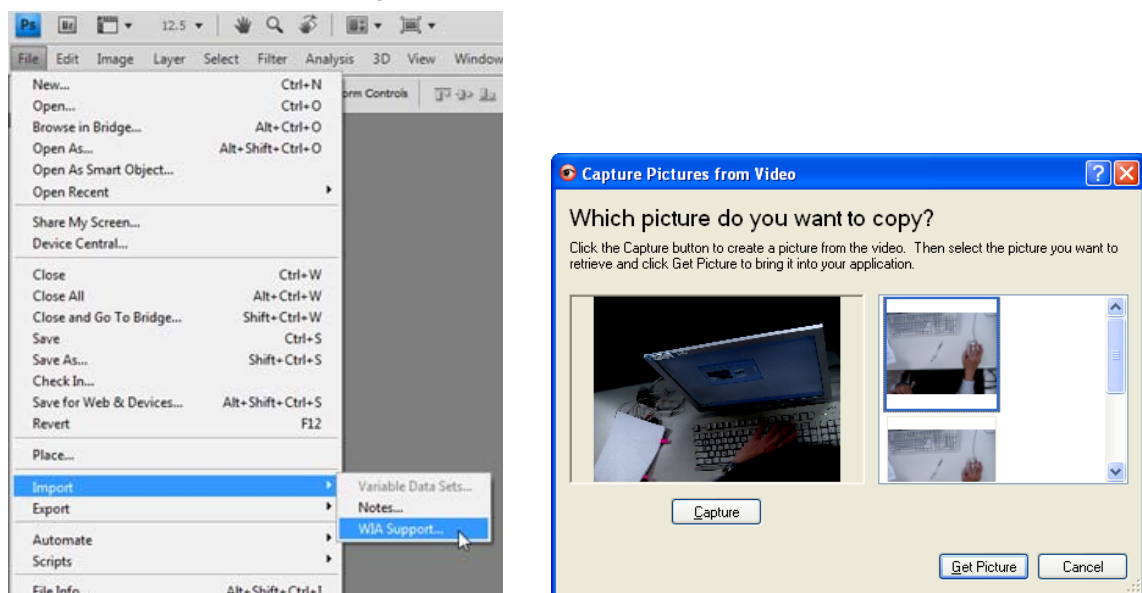 Ps Br 12.5
File Edit Image Layer Select Filter Analysis 3D View Window
New... Ctrl+N
Open... Ctrl+O
Browse in Bridge... Alt+Ctrl+O
Open As... Alt+Shift+Ctrl+O
Open As Smart Object...
Open Recent
Share My Screen...
Device Central...
Close Ctrl+W
Close All Alt+Ctrl+W
Close and Go To Bridge... Shift+Ctrl+W
Save Ctrl+S
Save As... Shift+Ctrl+S
Check In...
Save for Web & Devices... Alt+Shift+Ctrl+S
Revert F12
Place...
Import
Export
Automate
Scripts
File Info... Alt+Shift+Ctrl+I
Controls
Variable Data Sets...
Notes...
WIA Support...
Capture Pictures from Video
Which picture do you want to copy?
Click the Capture button to create a picture from the video. Then select the picture you want to
retrieve and click Get Picture to bring it into your application.
Capture
Get Picture Cancel